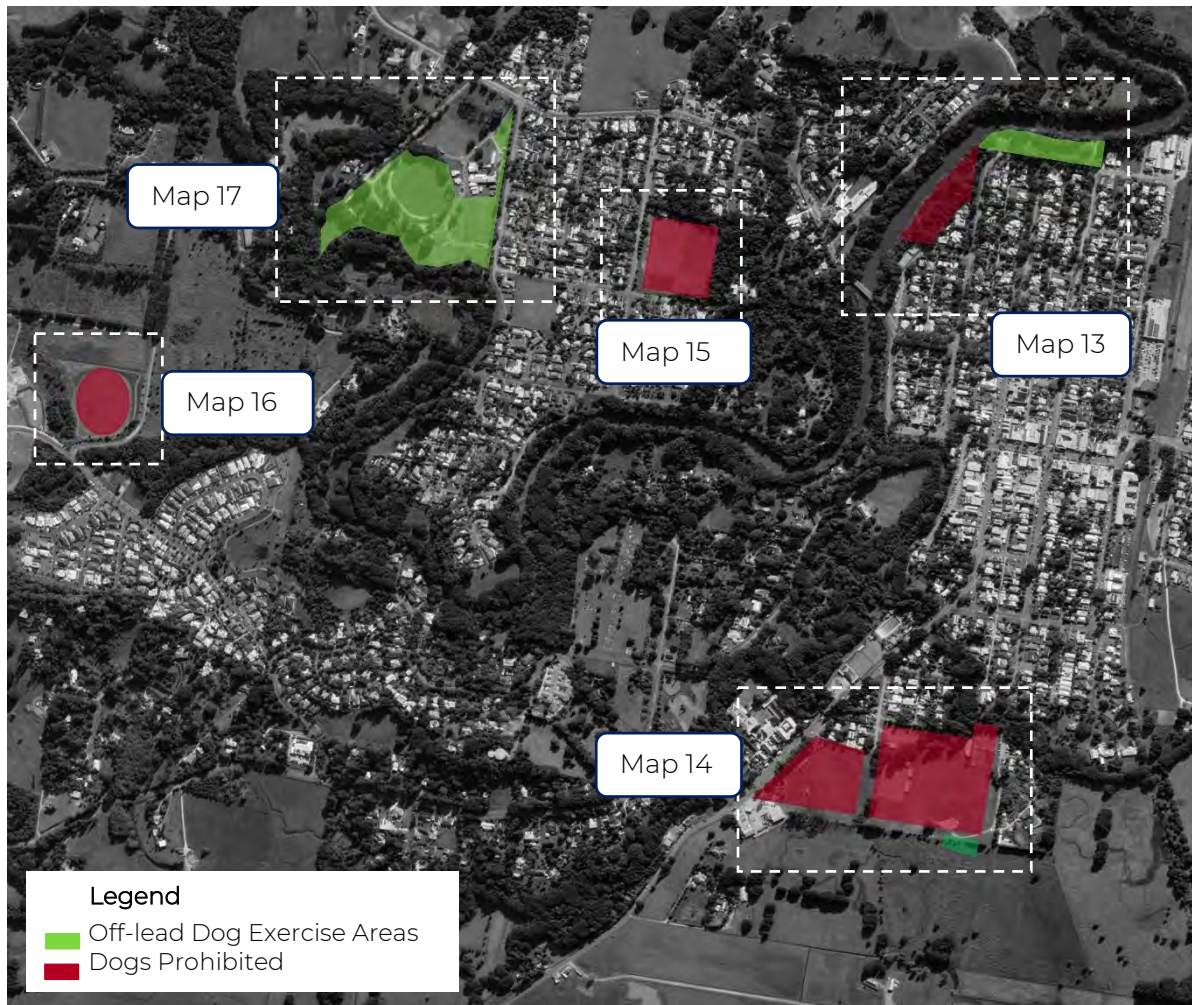 Map 17
Map 15
Map 13
Map 16
Map 14
Legend
Off-lead Dog Exercise Areas
Dogs Prohibited